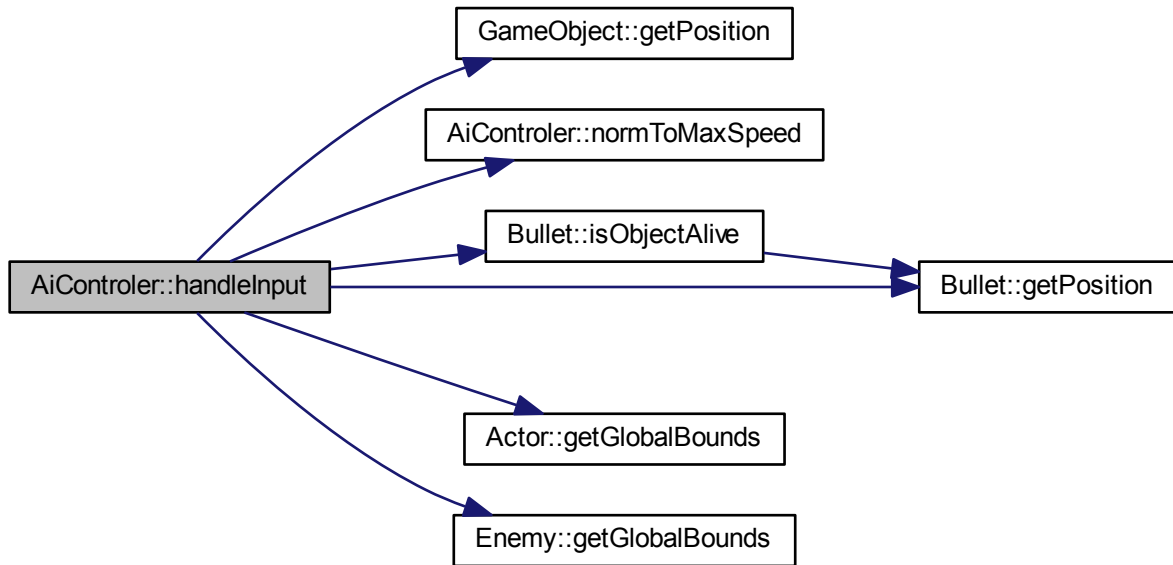 GameObject::getPosition
AiControler::normToMaxSpeed
Bullet::isObjectAlive
AiControler::handleInput
Bullet::getPosition
Actor::getGlobalBounds
Enemy::getGlobalBounds